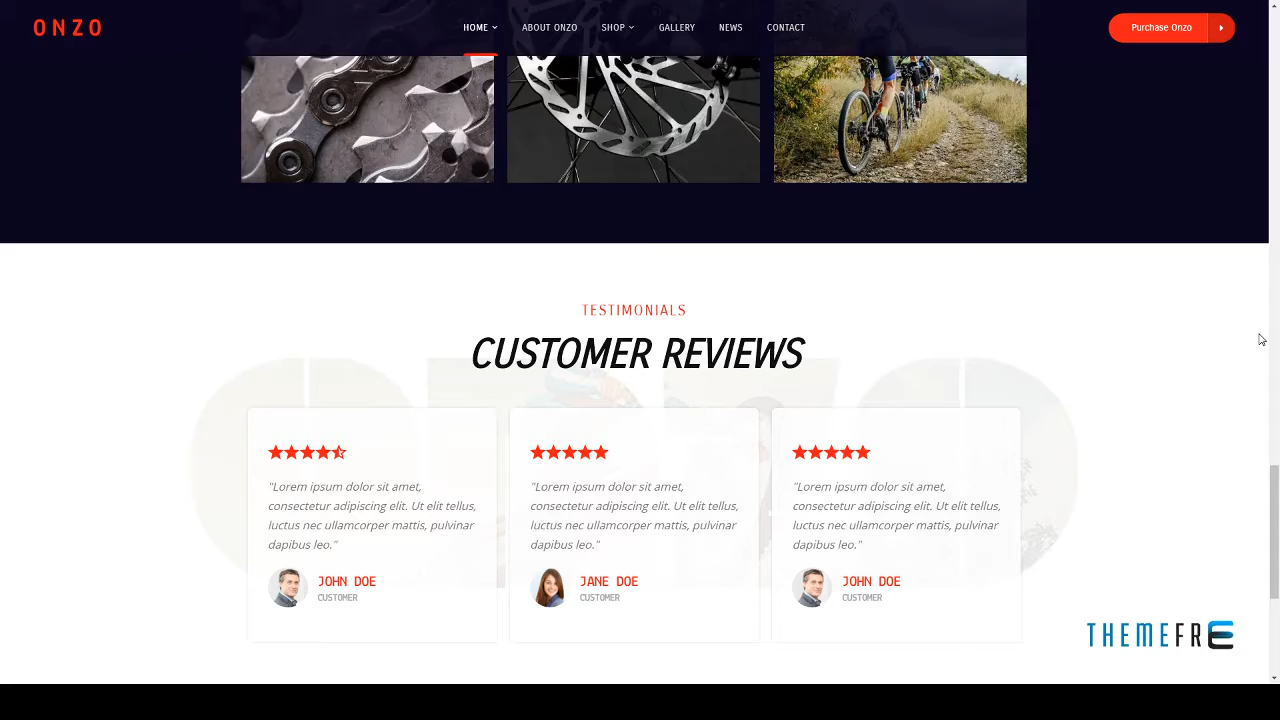 ONZO
HOME
ABOUT ONZO
SHOP
GALLERY
NEWS
CONTACT
Purchase Onzo
TESTIMONIALS
CUSTOMER REVIEWS
"Lorem ipsum dolor sit amet,
consectetur adipiscing elit. Ut elit tellus,
luctus nec ullamcorper mattis, pulvinar
dapibus leo."
JOHN DOE
CUSTOMER
"Lorem ipsum dolor sit amet,
consectetur adipiscing elit. Ut elit tellus,
luctus nec ullamcorper mattis, pulvinar
dapibus leo."
JANE DOE
CUSTOMER
"Lorem ipsum dolor sit amet,
consectetur adipiscing elit. Ut elit tellus,
luctus nec ullamcorper mattis, pulvinar
dapibus leo."
JOHN DOE
CUSTOMER
THEMEFRE